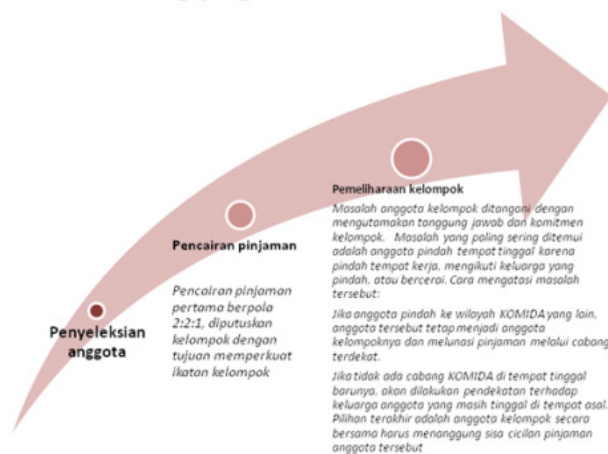 Penyeleksian
anggota
Pencairan pinjaman
Pencairan pinjaman
pertama berpola
2:2:1, diputuskan
kelompok dengan
tujuan memperkuat
ikatan kelompok
Pemeliharaan kelompok
Masalah anggota kelompok ditangani dengan
mengutamakan tanggung jawab dan komitmen
kelompok. Masalah yang paling sering ditemui
adalah anggota pindah tempat tinggal karena
pindah tempat kerja, mengikuti keluarga yang
pindah, atau bercerai. Cara mengatasi masalah
tersebut:
Jika anggota pindah ke wilayah KOMIDA yang lain,
anggota tersebut tetap menjadi anggota
kelompoknya dan melunasi pinjaman melalui cabang
terdekat.
Jika tidak ada cabang KOMIDA di tempat tinggal
barunya, akan dilakukan pendekatan terhadap
keluarga anggota yang masih tinggal di tempat asal.
Pilihan terakhir adalah anggota kelompok secara
bersama harus menanggung sisa cicilan pinjaman
anggota tersebut